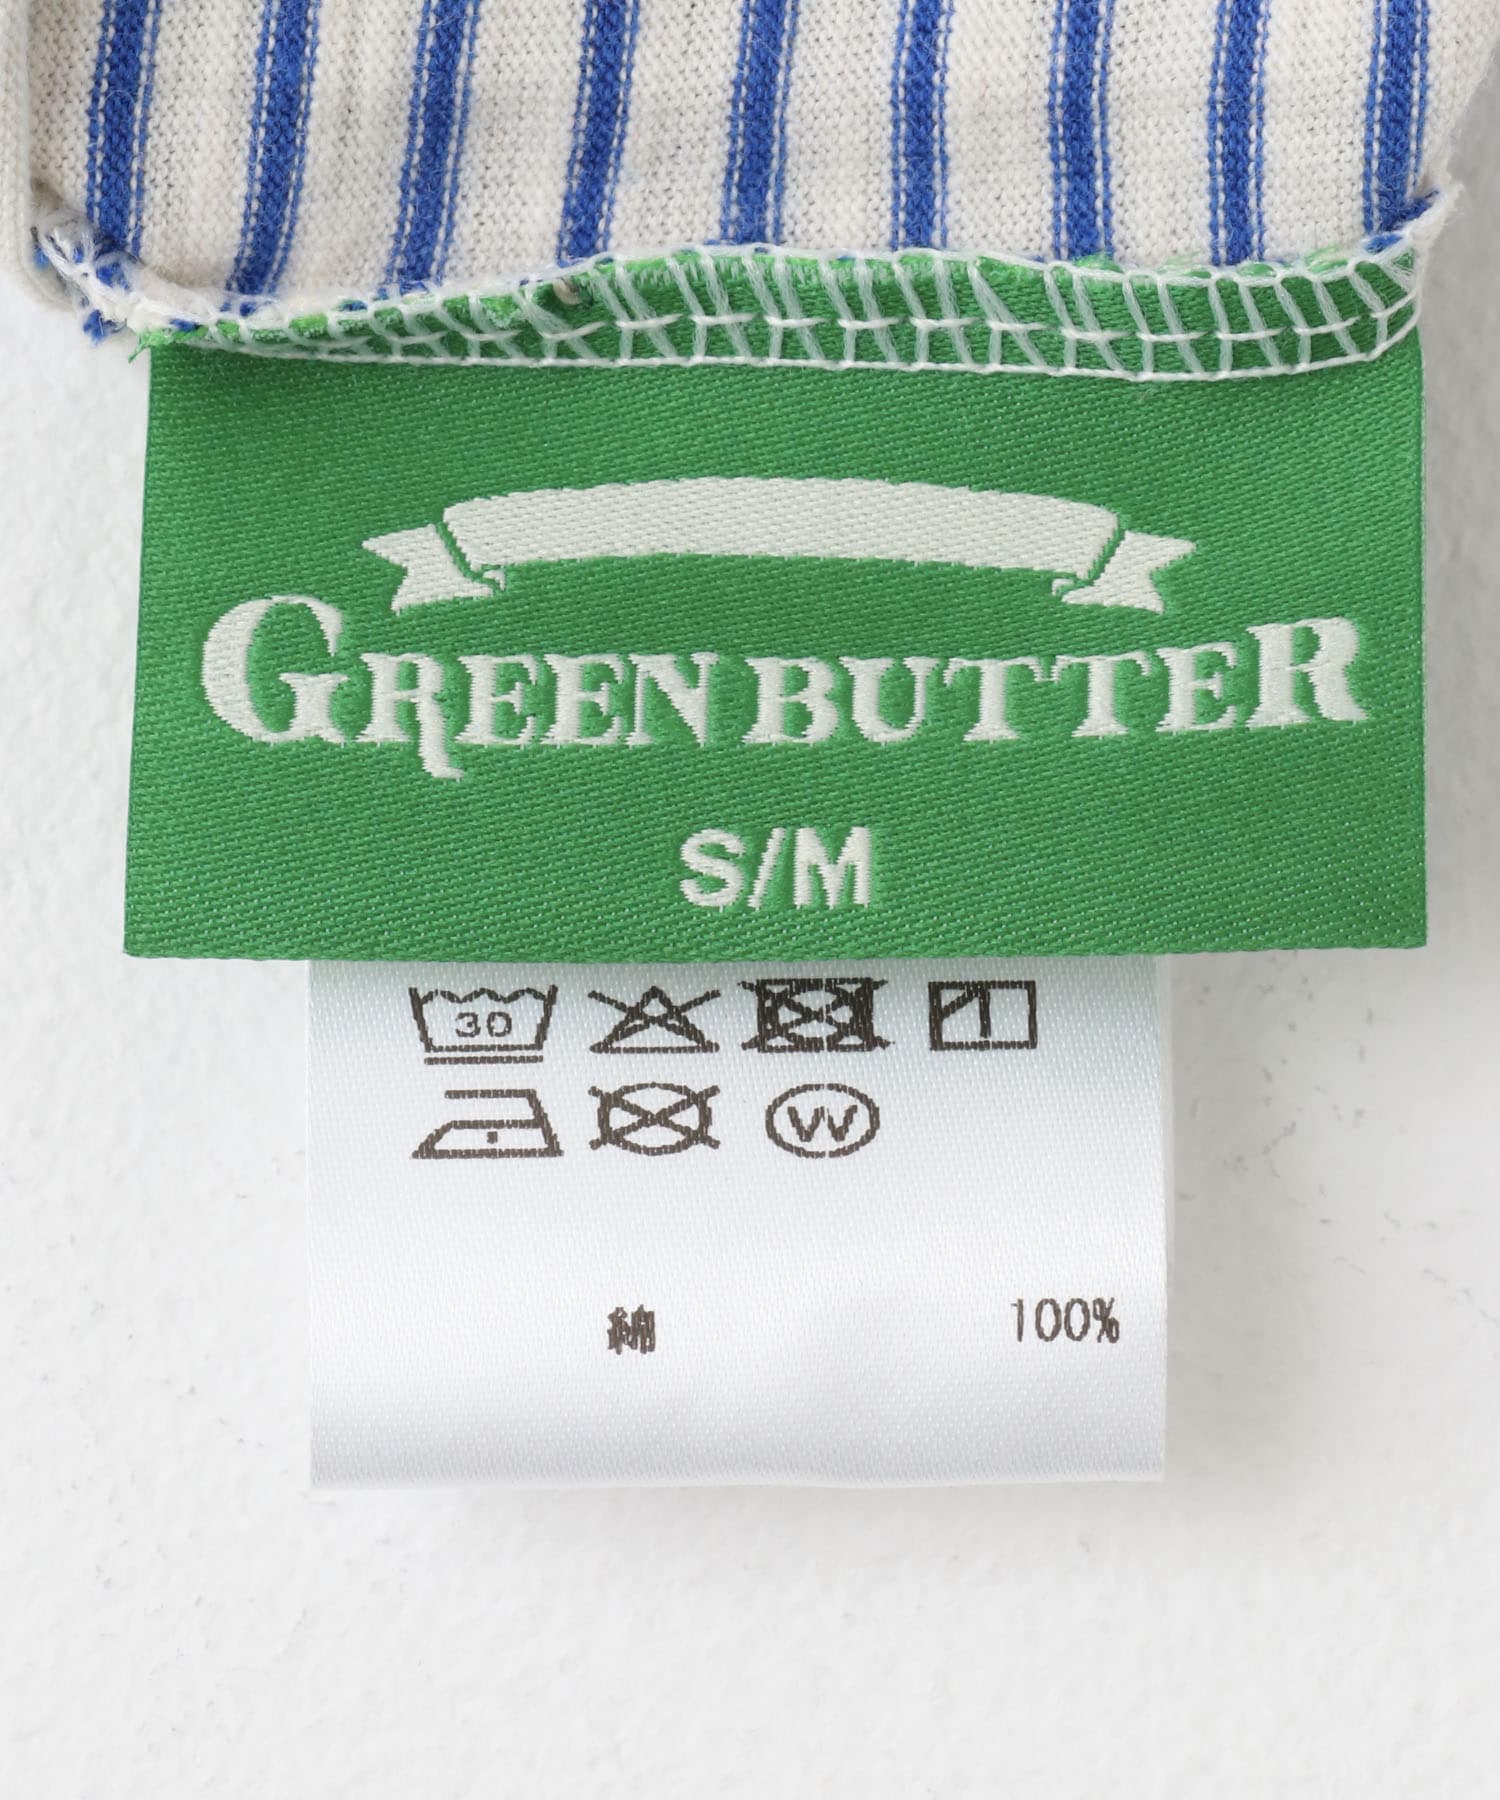 GREEN BUTTER
S/M
30
W
綿 100%